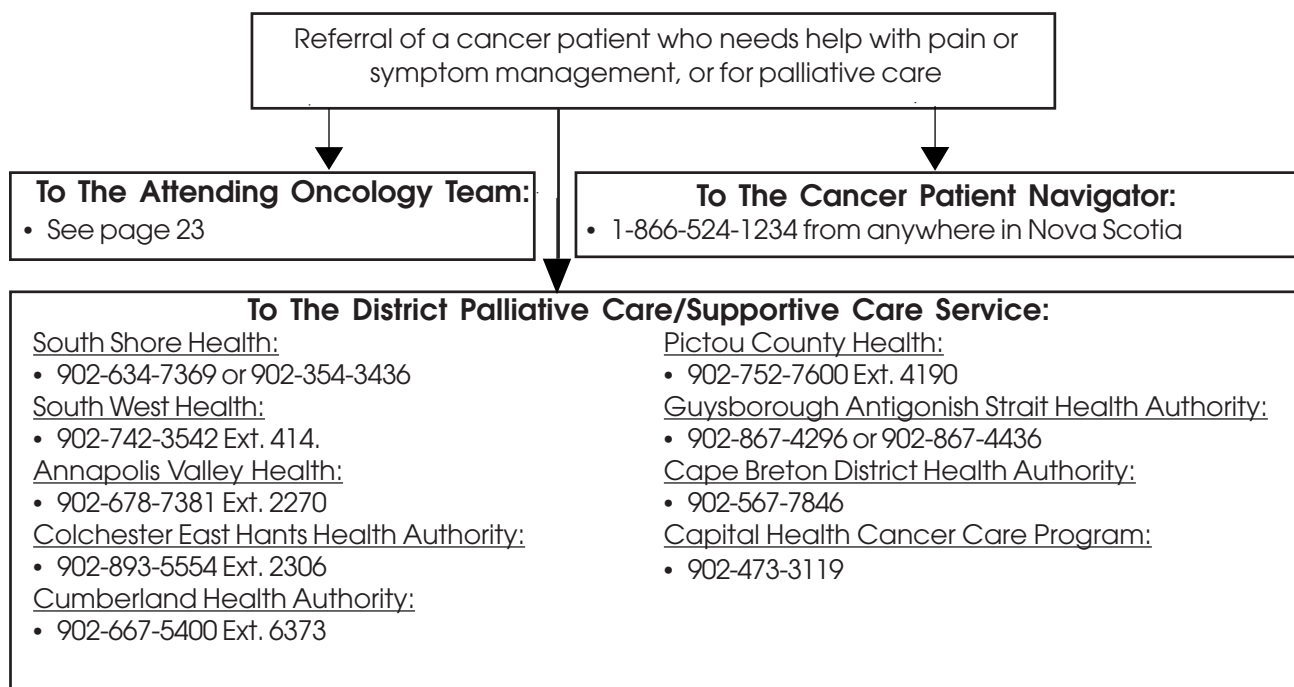 Referral of a cancer patient who needs help with pain or
symptom management, or for palliative care
To The Attending Oncology Team:
• See page 23
To The Cancer Patient Navigator:
• 1-866-524-1234 from anywhere in Nova Scotia
To The District Palliative Care/Supportive Care Service:
South Shore Health:
• 902-634-7369 or 902-354-3436
South West Health:
• 902-742-3542 Ext. 414.
Annapolis Valley Health:
• 902-678-7381 Ext. 2270
Colchester East Hants Health Authority:
• 902-893-5554 Ext. 2306
Cumberland Health Authority:
• 902-667-5400 Ext. 6373
Pictou County Health:
• 902-752-7600 Ext. 4190
Guysborough Antigonish Strait Health Authority:
• 902-867-4296 or 902-867-4436
Cape Breton District Health Authority:
• 902-567-7846
Capital Health Cancer Care Program:
• 902-473-3119